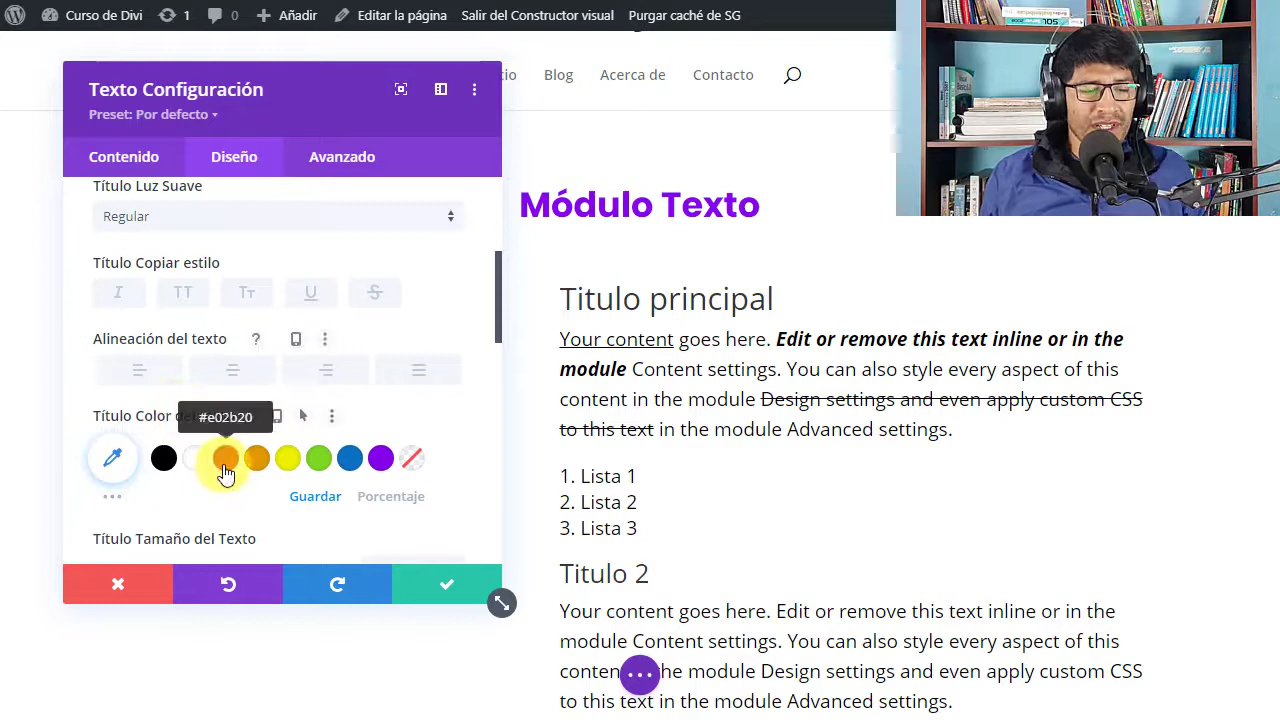 Curso de Divi 1 0 Añadir Editar la página Salir del Constructor visual Purgar caché de SG
Blog Acerca de Contacto
Texto Configuración
Preset: Por defecto
Contenido Diseño Avanzado
Título Luz Suave
Regular
Título Copiar estilo
I TT Tт U S
Alineación del texto ?
Título Color
#e02b20
Guardar Porcentaje
Título Tamaño del Texto
Módulo Texto
Titulo principal
Your content goes here. Edit or remove this text inline or in the
module Content settings. You can also style every aspect of this
content in the module Design settings and even apply custom CSS
to this text in the module Advanced settings.
1. Lista 1
2. Lista 2
3. Lista 3
Titulo 2
Your content goes here. Edit or remove this text inline or in the
module Content settings. You can also style every aspect of this
the module Design settings and even apply custom CSS
to this text in the module Advanced settings.